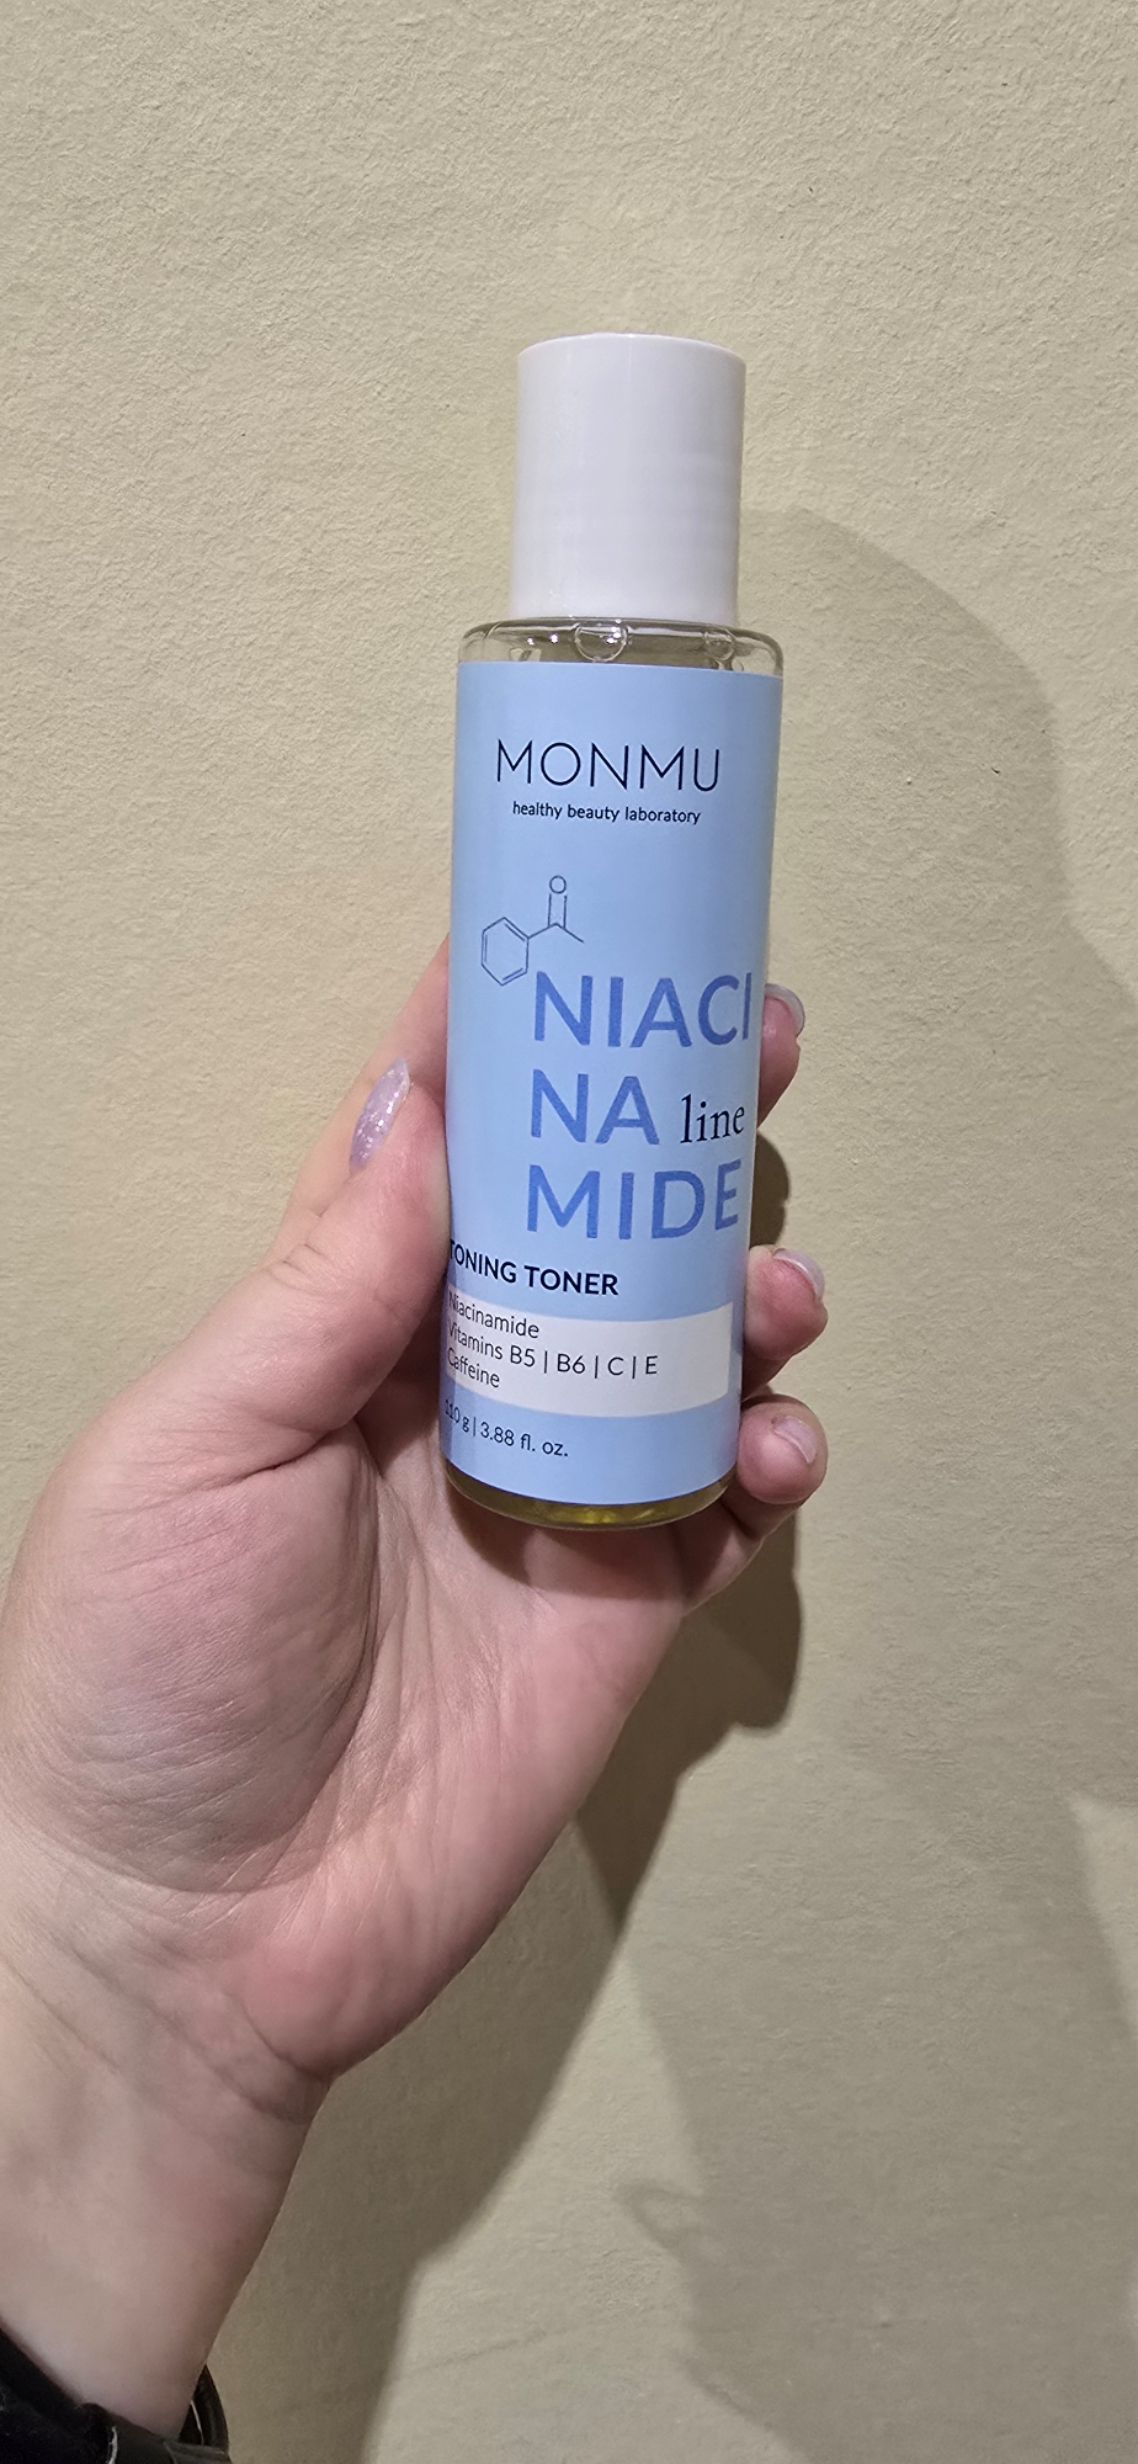 MONMU
healthy beauty laboratory
O
NIACI
NA line
MIDE
TONING TONER
Niacinamide
Vitamins B5 | B6 | C | E
Caffeine
110 g | 3.88 fl. oz.